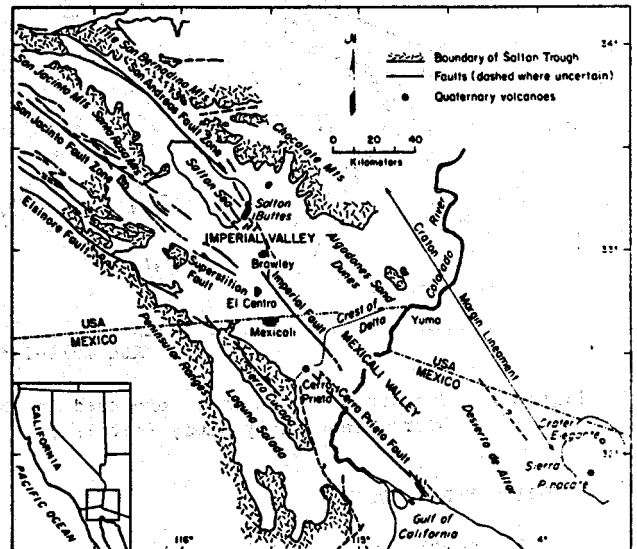 34°
N
Boundary of Salton Trough
Faults (dashed where uncertain)
Quaternary volcanoes
0 20 40
Kilometers
The San Bernardino Mts
San Andreas Fault Zone
San Jacinto Mts
Santa Rosa Mts
San Jacinto Fault Zone
Elsinore Fault
Chocolate Mts
Salton Sea
Salton
Buttes
IMPERIAL VALLEY
33°
Brawley
Superstition
Fault
El Centro
Imperial Fault
Algodones Sand
Dunes
Craton
Margin Lineament
Colorado
River
Crest of
Delta
Yuma
USA
MEXICO
Mexicali
MEXICALI VALLEY
USA
MEXICO
Peninsular Ranges
Sierra Cucapa
Laguna Salada
Cerro
Prieto
Cerro Prieto Fault
Desierto de Altar
?
Crater
Elegante
Sierra
Pinacate
CALIFORNIA
PACIFIC OCEAN
Gulf of
California
116°
115°
4°